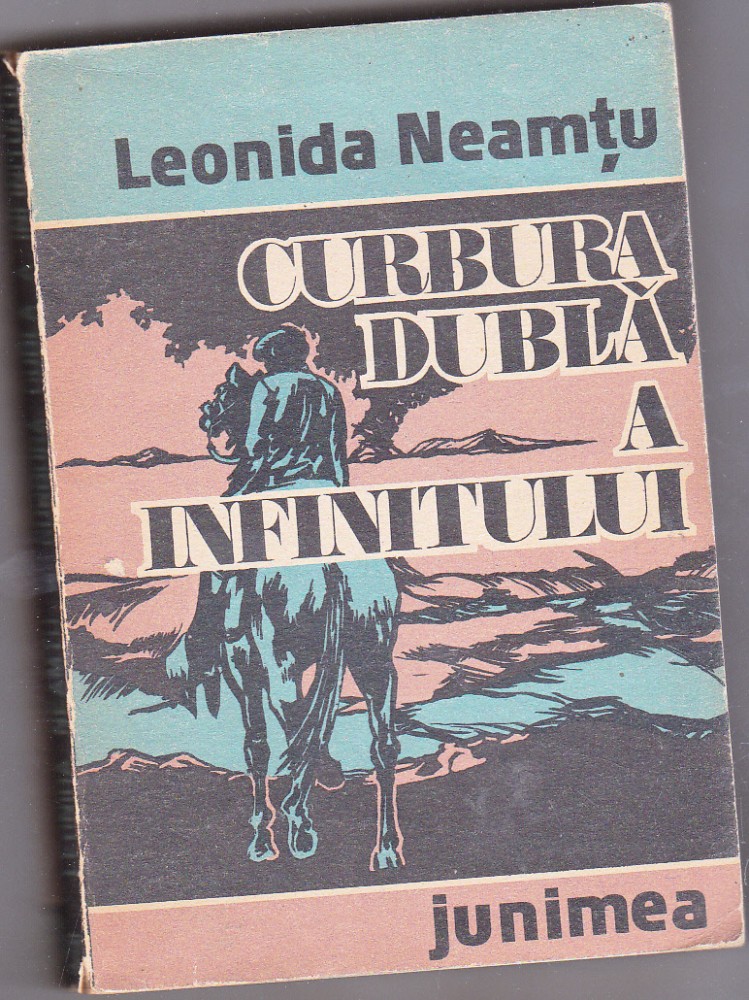 Leonida Neamțu
CURBURA
DUBLĂ
A
INFINITULUI
junimea